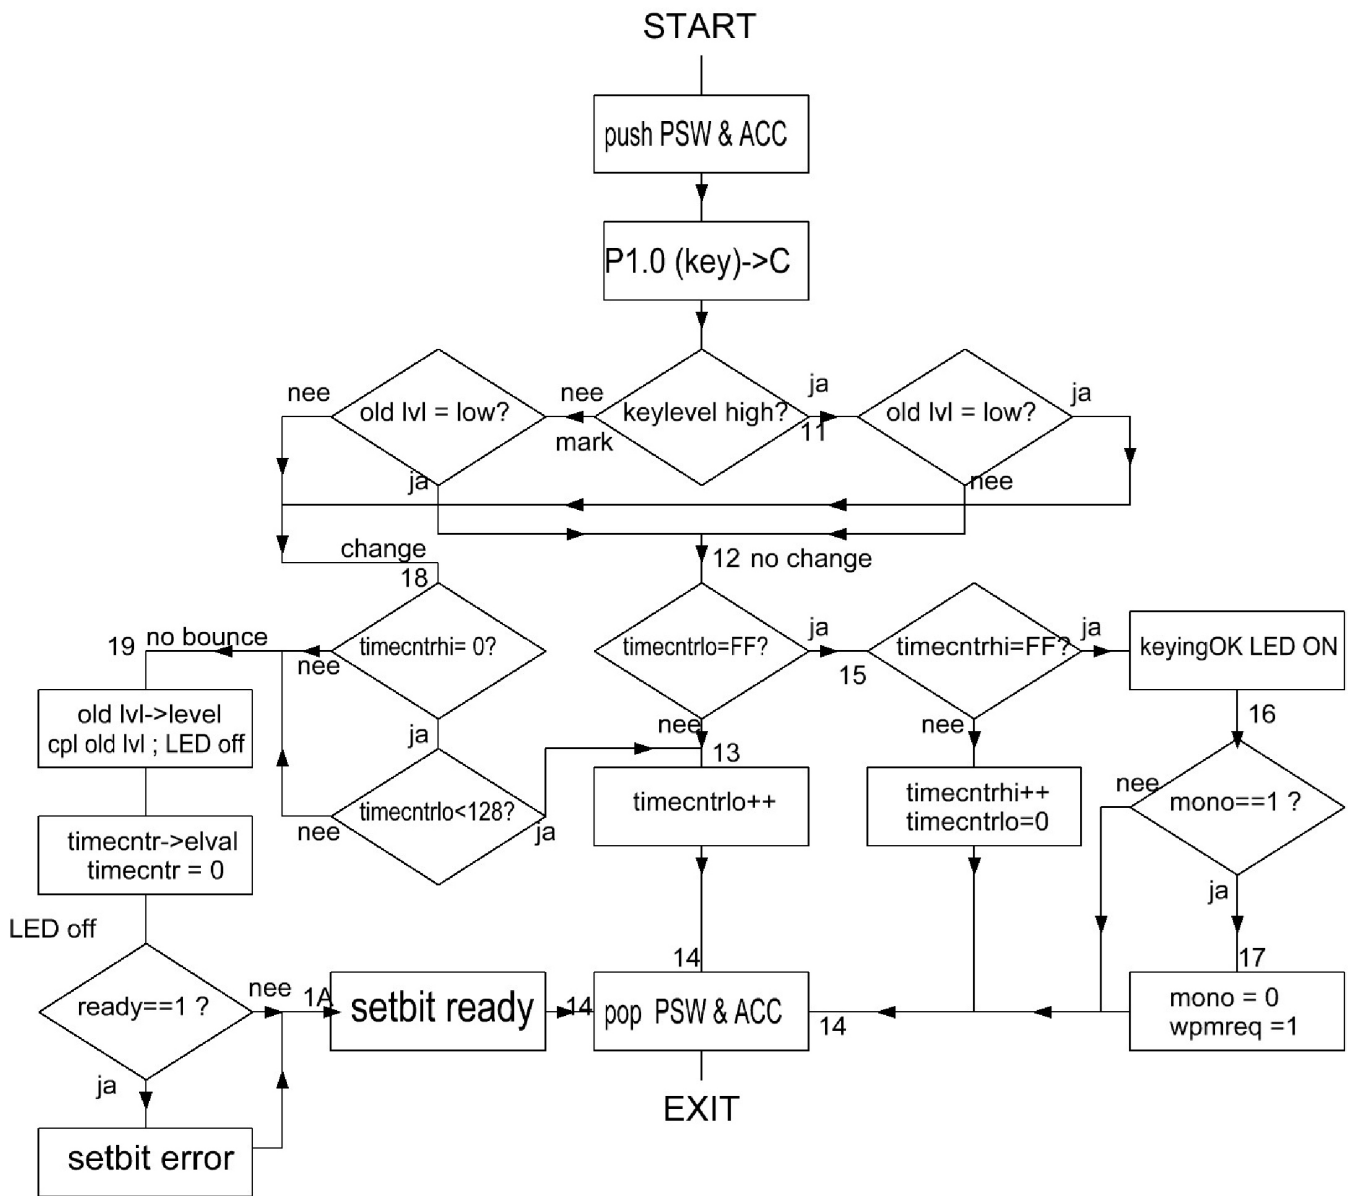 START
push PSW & ACC
P1.0 (key)->C
nee
old lvl = low?
nee
mark
keylevel high?
ja
11
old lvl = low?
ja
ja
nee
change
18
12 no change
19
no bounce
nee
timecntrhi= 0?
timecntrlo=FF?
ja
15
timecntrhi=FF?
ja
keyingOK LED ON
old lvl->level
cpl old lvl ; LED off
ja
nee
13
nee
16
timecntrlo<128?
nee
ja
timecntrlo++
timecntrhi++
timecntrlo=0
nee
mono==1 ?
timecntr->elval
timecntr = 0
ja
LED off
ready==1 ?
nee
1A
setbit ready
14
14
pop PSW & ACC
14
17
mono = 0
wpmreq =1
ja
EXIT
setbit error